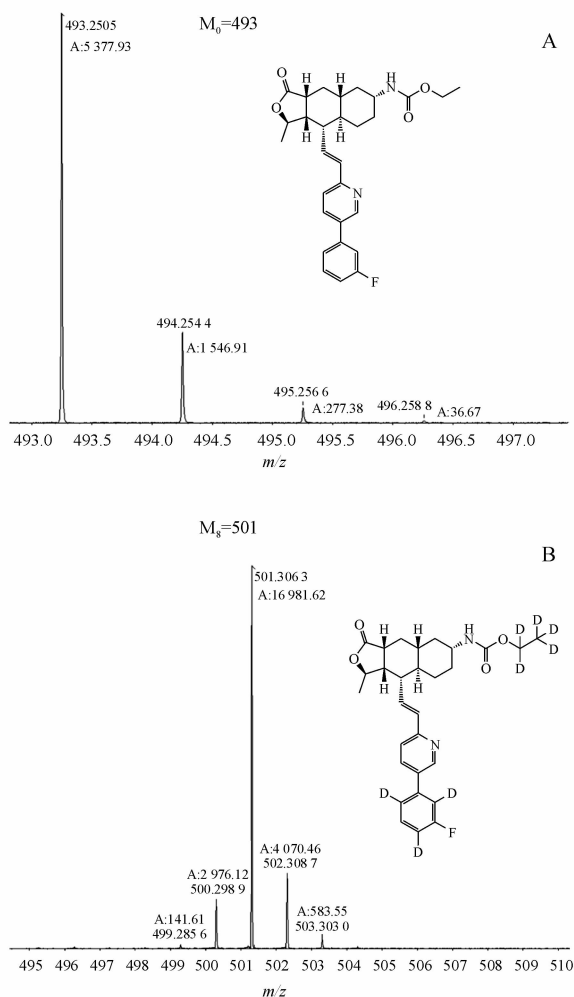 M₀=493
A
493.2505
A:5 377.93
494.254 4
A:1 546.91
495.256 6
A:277.38
496.258 8
A:36.67
H
H
H
N
O
O
O
O
H
H
N
F
493.0 493.5 494.0 494.5 495.0 495.5 496.0 496.5 497.0
m/z
M₈=501
B
501.306 3
A:16 981.62
A:4 070.46
502.308 7
A:2 976.12
500.298 9
A:583.55
503.303 0
A:141.61
499.285 6
D
D
D
D
D
O
H
H
H
N
O
O
O
H
H
N
D
D
F
D
495 496 497 498 499 500 501 502 503 504 505 506 507 508 509 510
m/z